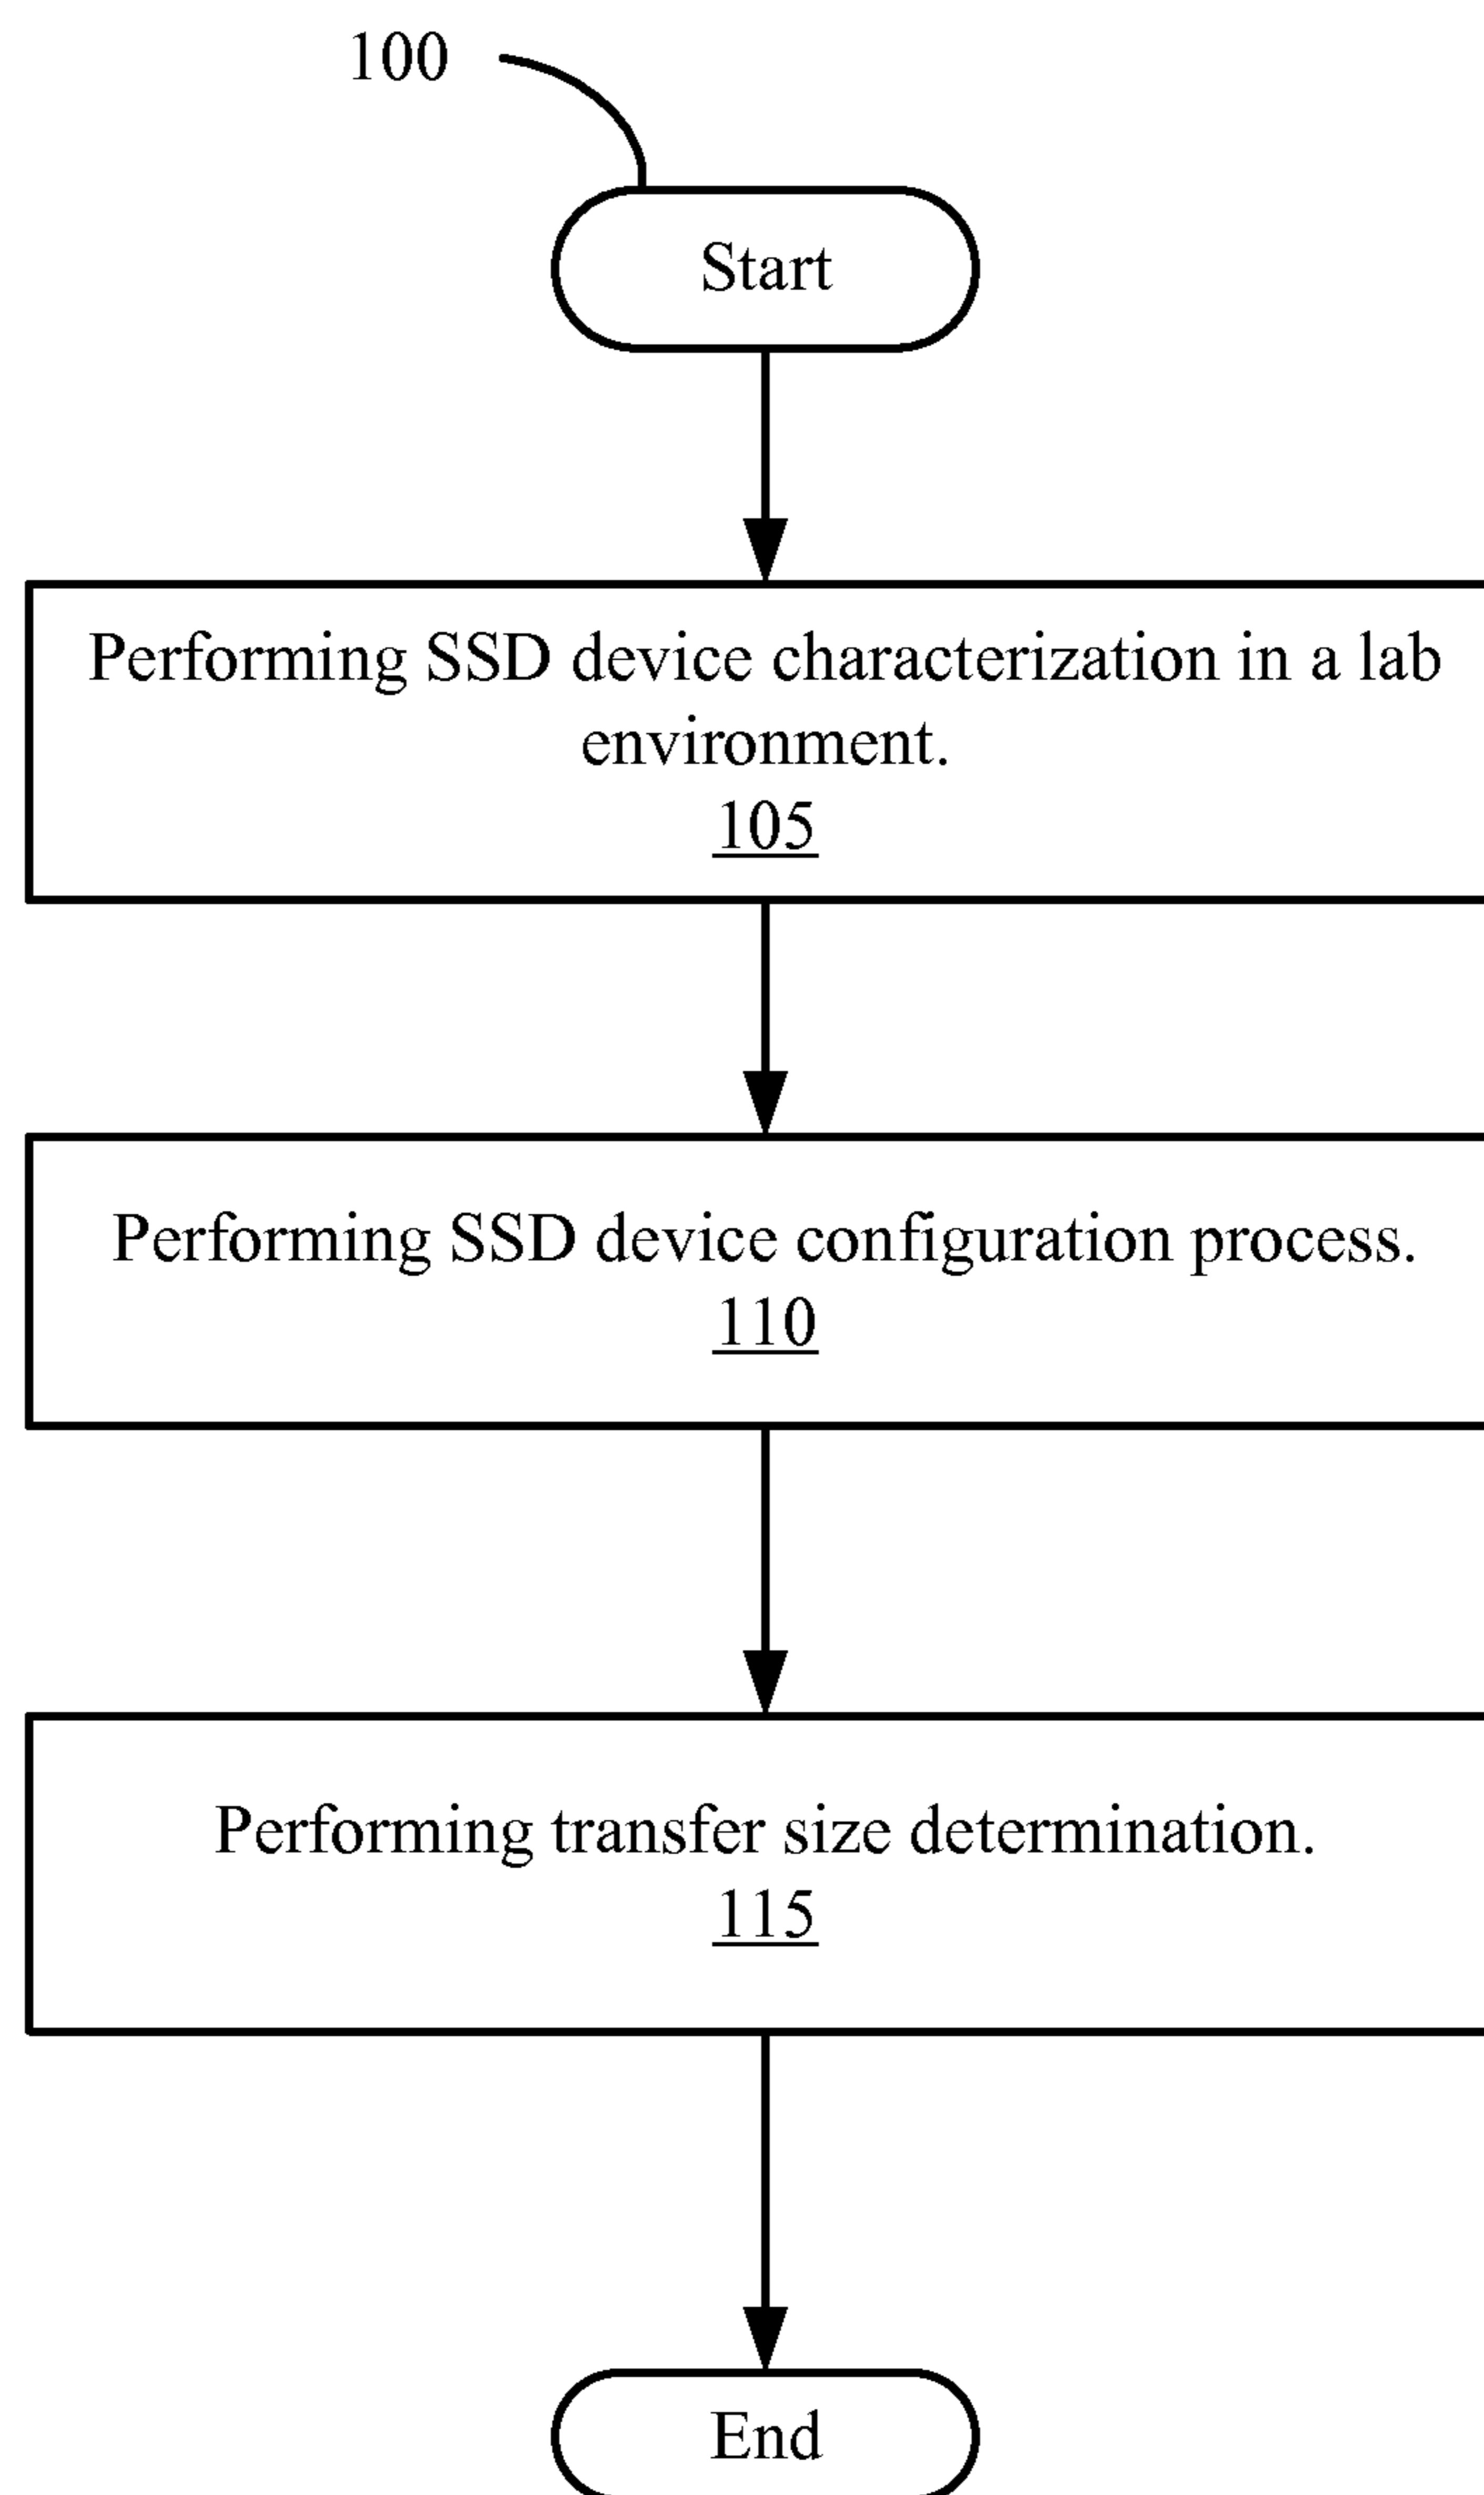 100
Start
Performing SSD device characterization in a lab
environment.
105
Performing SSD device configuration process.
110
Performing transfer size determination.
115
End